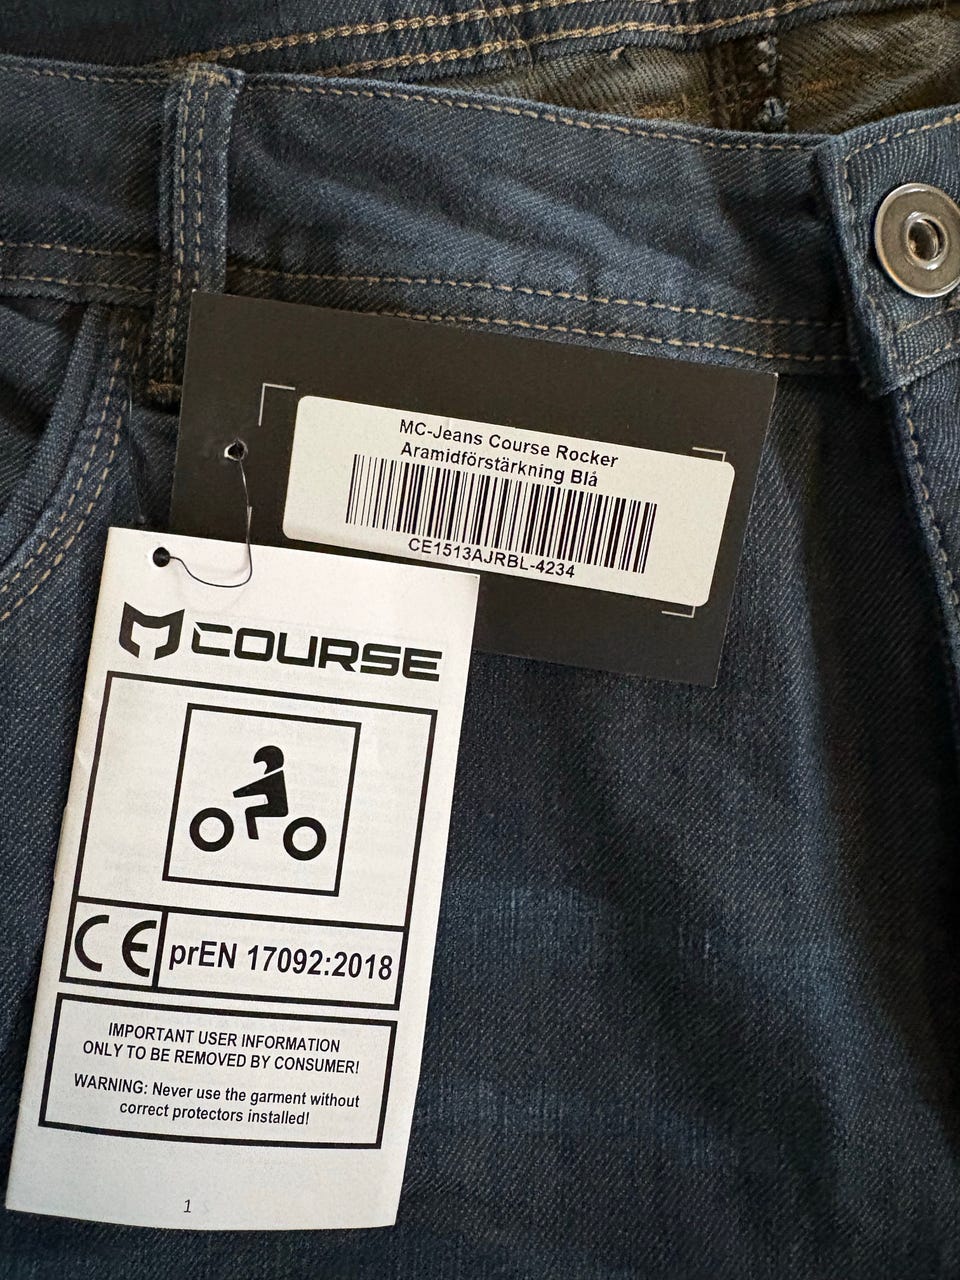 MC-Jeans Course Rocker
Aramidförstärkning Blå
CE1513AJRBL-4234
COURSE
CE
prEN 17092:2018
IMPORTANT USER INFORMATION
ONLY TO BE REMOVED BY CONSUMER!
WARNING: Never use the garment without
correct protectors installed!
1